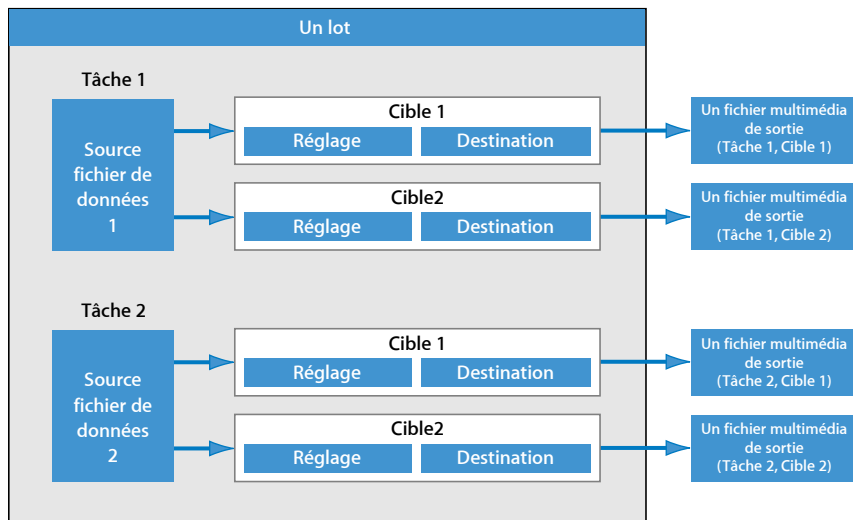 Un lot
Tâche 1
Source
fichier de
données
1
Cible 1
Réglage
Destination
Un fichier multimédia
de sortie
(Tâche 1, Cible 1)
Cible2
Réglage
Destination
Un fichier multimédia
de sortie
(Tâche 1, Cible 2)
Tâche 2
Source
fichier de
données
2
Cible 1
Réglage
Destination
Un fichier multimédia
de sortie
(Tâche 2, Cible 1)
Cible2
Réglage
Destination
Un fichier multimédia
de sortie
(Tâche 2, Cible 2)